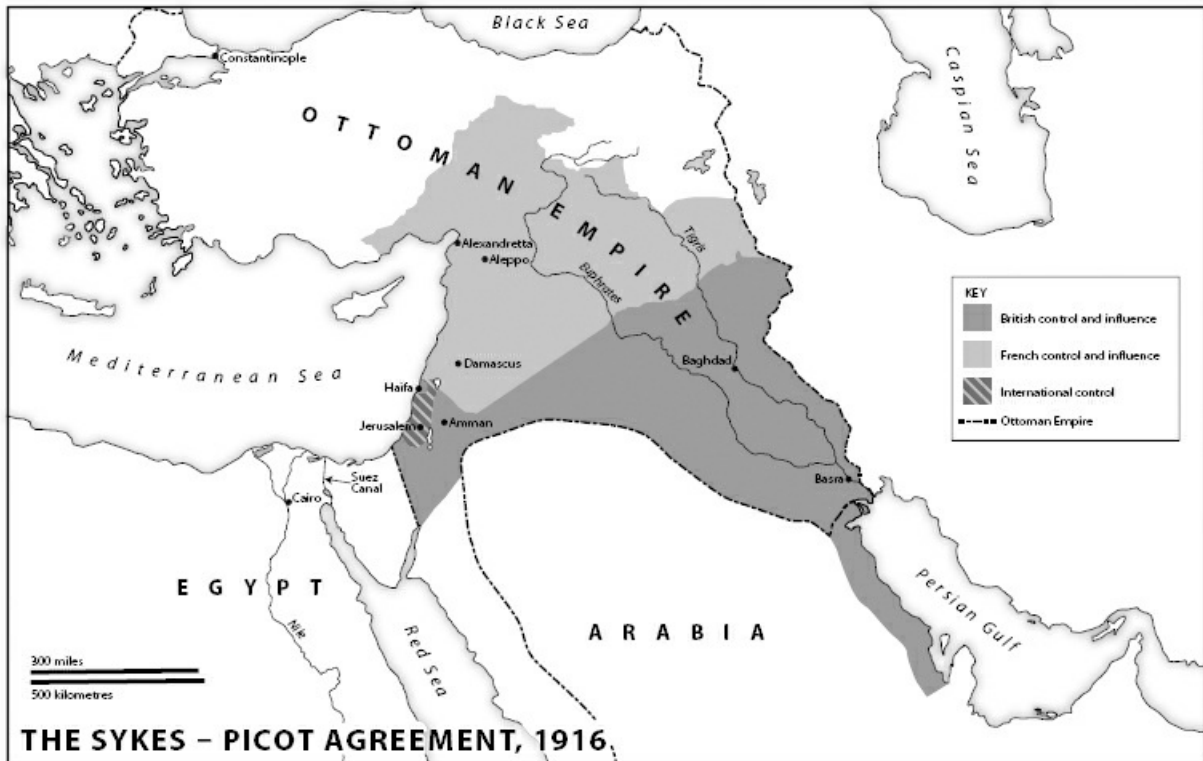 Black Sea
Constantinople
Caspian Sea
OTTOMAN EMPIRE
Tigris
Alexandretta
Aleppo
Euphrates
KEY
British control and influence
French control and influence
International control
Ottoman Empire
Mediterranean Sea
Damascus
Baghdad
Haifa
Jerusalem
Amman
Suez
Canal
Cairo
Basra
EGYPT
Nile
Red Sea
ARABIA
Persian Gulf
300 miles
500 kilometres
THE SYKES – PICOT AGREEMENT, 1916